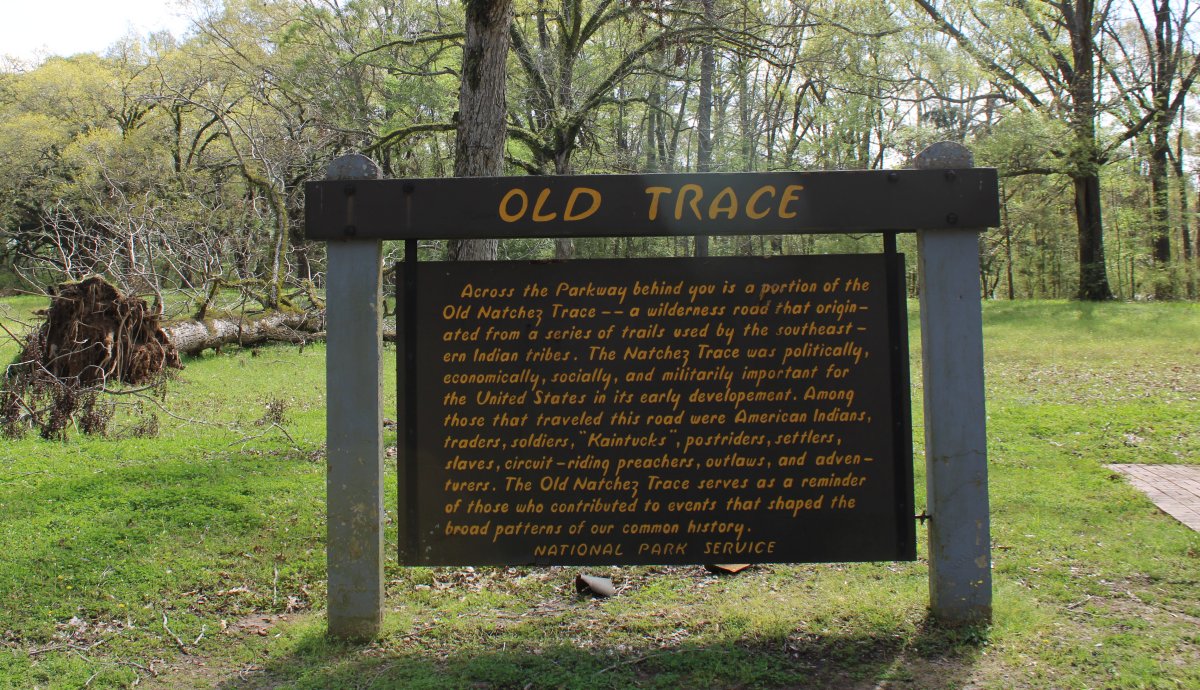 OLD TRACE
Across the Parkway behind you is a portion of the
Old Natchez Trace -- a wilderness road that origin-
ated from a series of trails used by the southeast-
ern Indian tribes. The Natchez Trace was politically,
economically, socially, and militarily important for
the United States in its early developement. Among
those that traveled this road were American Indians,
traders, soldiers, "Kaintucks", postriders, settlers,
slaves, circuit-riding preachers, outlaws, and adven-
turers. The Old Natchez Trace serves as a reminder
of those who contributed to events that shaped the
broad patterns of our common history.
NATIONAL PARK SERVICE